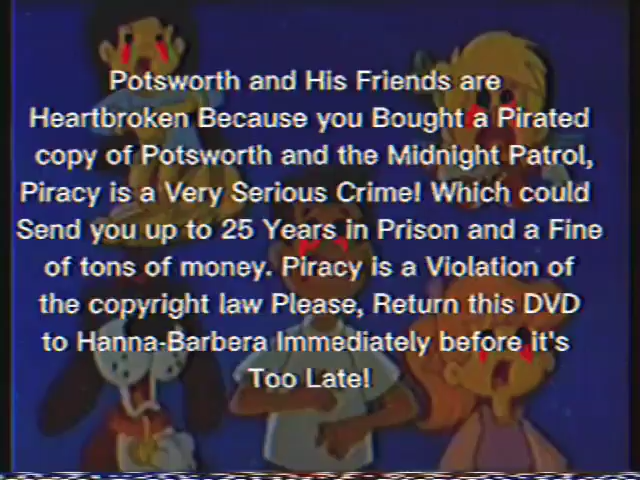 Potsworth and His Friends are
Heartbroken Because you Bought a Pirated
copy of Potsworth and the Midnight Patrol,
Piracy is a Very Serious Crime! Which could
Send you up to 25 Years in Prison and a Fine
of tons of money. Piracy is a Violation of
the copyright law Please, Return this DVD
to Hanna-Barbera Immediately before it's
Too Late!